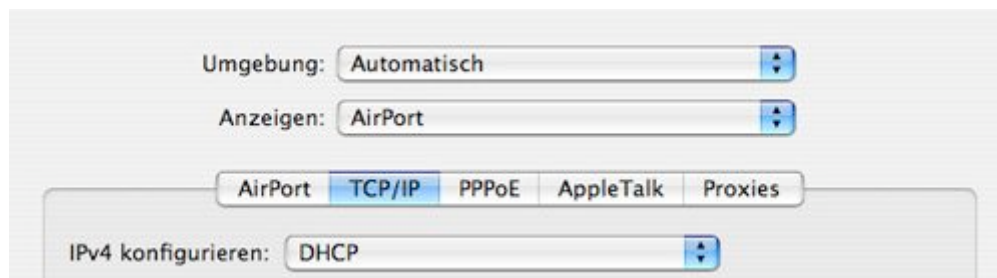 Umgebung: Automatisch
Anzeigen: AirPort
AirPort TCP/IP PPPoE AppleTalk Proxies
IPv4 konfigurieren: DHCP